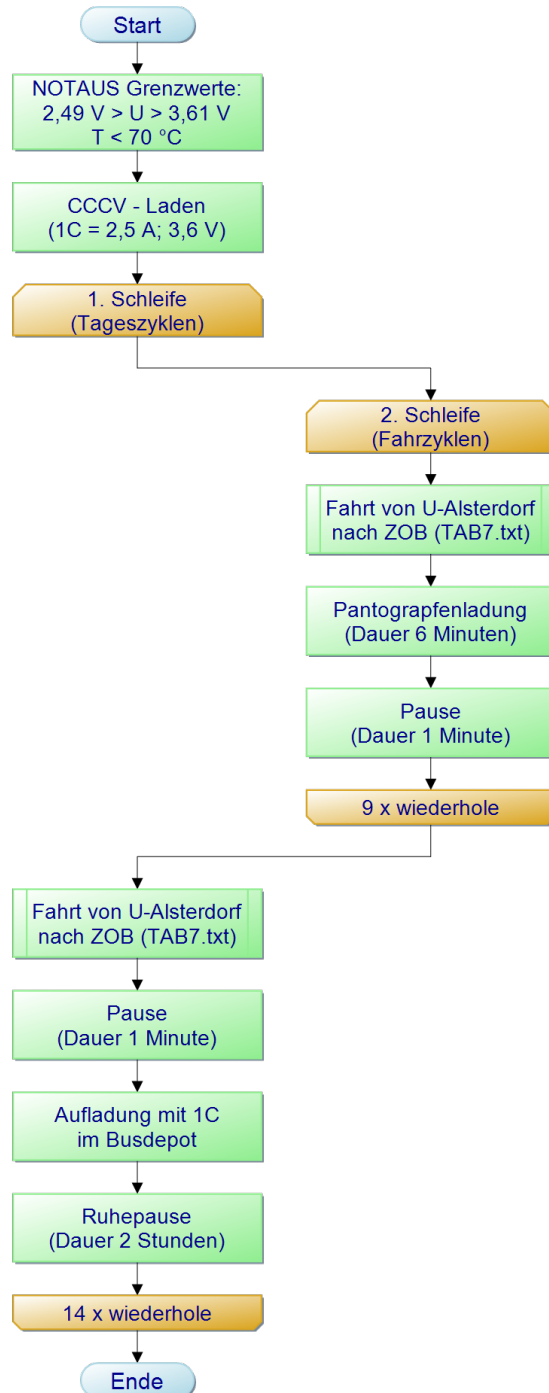 Start
NOTAUS Grenzwerte:
2,49 V > U > 3,61 V
T < 70 °C
CCCV - Laden
(1C = 2,5 A; 3,6 V)
1. Schleife
(Tageszyklen)
2. Schleife
(Fahrzyklen)
Fahrt von U-Alsterdorf
nach ZOB (TAB7.txt)
Pantograpfenladung
(Dauer 6 Minuten)
Pause
(Dauer 1 Minute)
9 x wiederhole
Fahrt von U-Alsterdorf
nach ZOB (TAB7.txt)
Pause
(Dauer 1 Minute)
Aufladung mit 1C
im Busdepot
Ruhepause
(Dauer 2 Stunden)
14 x wiederhole
Ende